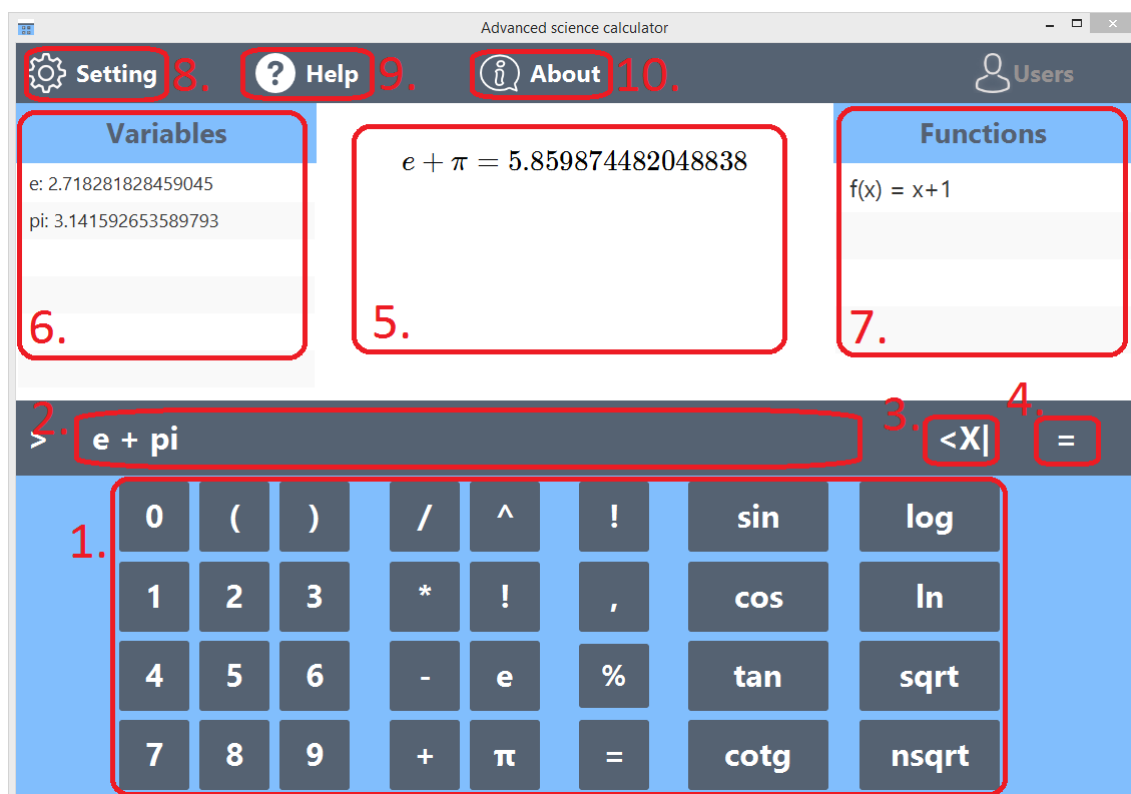 Advanced science calculator
Setting 8. Help 9. About 10. Users
Variables
Functions
e + π = 5.859874482048838
e: 2.718281828459045
f(x) = x+1
pi: 3.141592653589793
6.
5.
7.
2. > e + pi 3. <X| 4. =
1.
0 ( ) / ^ ! sin log
1 2 3 * ! , cos ln
4 5 6 - e % tan sqrt
7 8 9 + π = cotg nsqrt